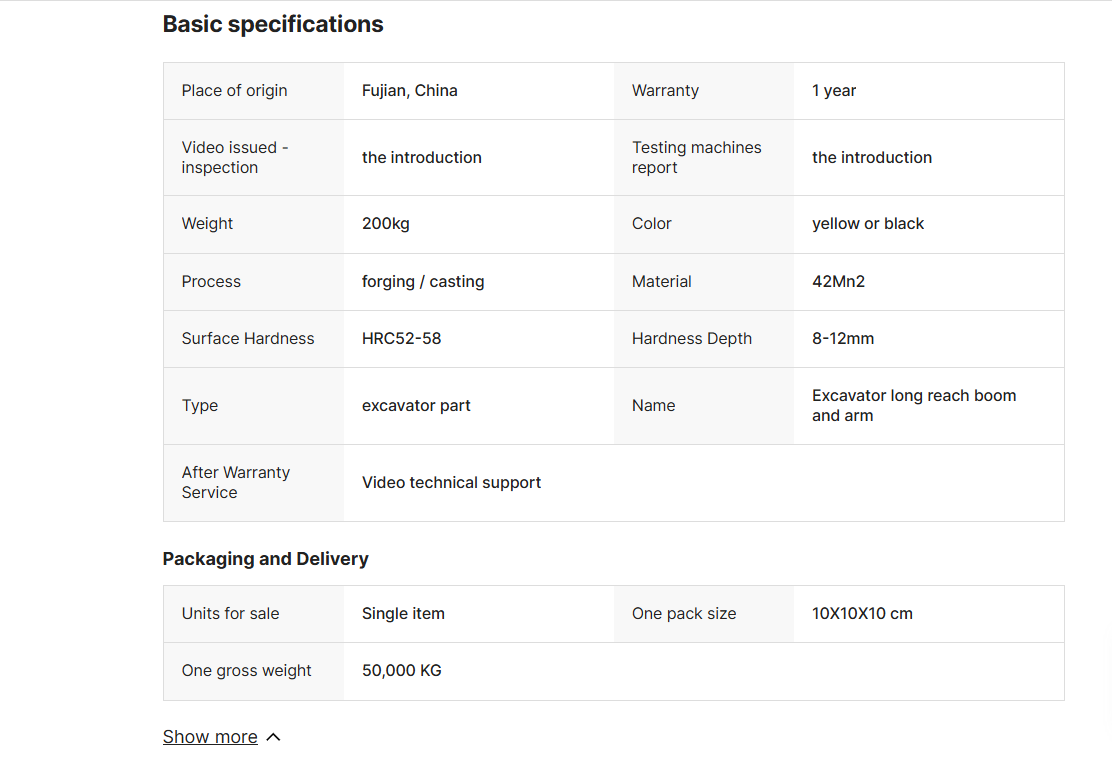 Basic specifications
Place of origin
Fujian, China
Warranty
1 year
Video issued -
inspection
the introduction
Testing machines
report
the introduction
Weight
200kg
Color
yellow or black
Process
forging / casting
Material
42Mn2
Surface Hardness
HRC52-58
Hardness Depth
8-12mm
Type
excavator part
Name
Excavator long reach boom
and arm
After Warranty
Service
Video technical support
Packaging and Delivery
Units for sale
Single item
One pack size
10X10X10 cm
One gross weight
50,000 KG
Show more